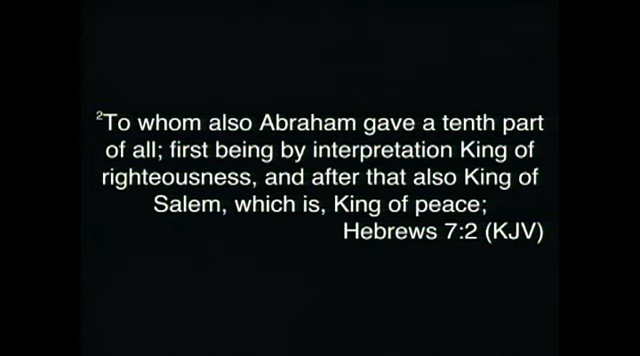 ²To whom also Abraham gave a tenth part
of all; first being by interpretation King of
righteousness, and after that also King of
Salem, which is, King of peace;
Hebrews 7:2 (KJV)